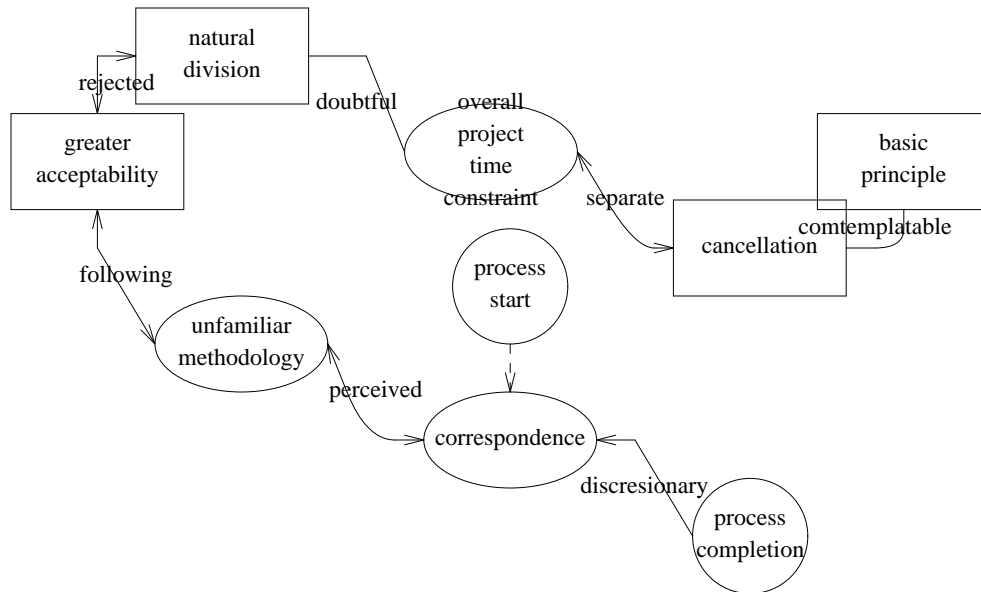 natural
division
rejected
doubtful
overall
project
time
constraint
greater
acceptability
basic
principle
separate
comtemplatable
cancellation
process
start
following
unfamiliar
methodology
perceived
correspondence
discresionary
process
completion